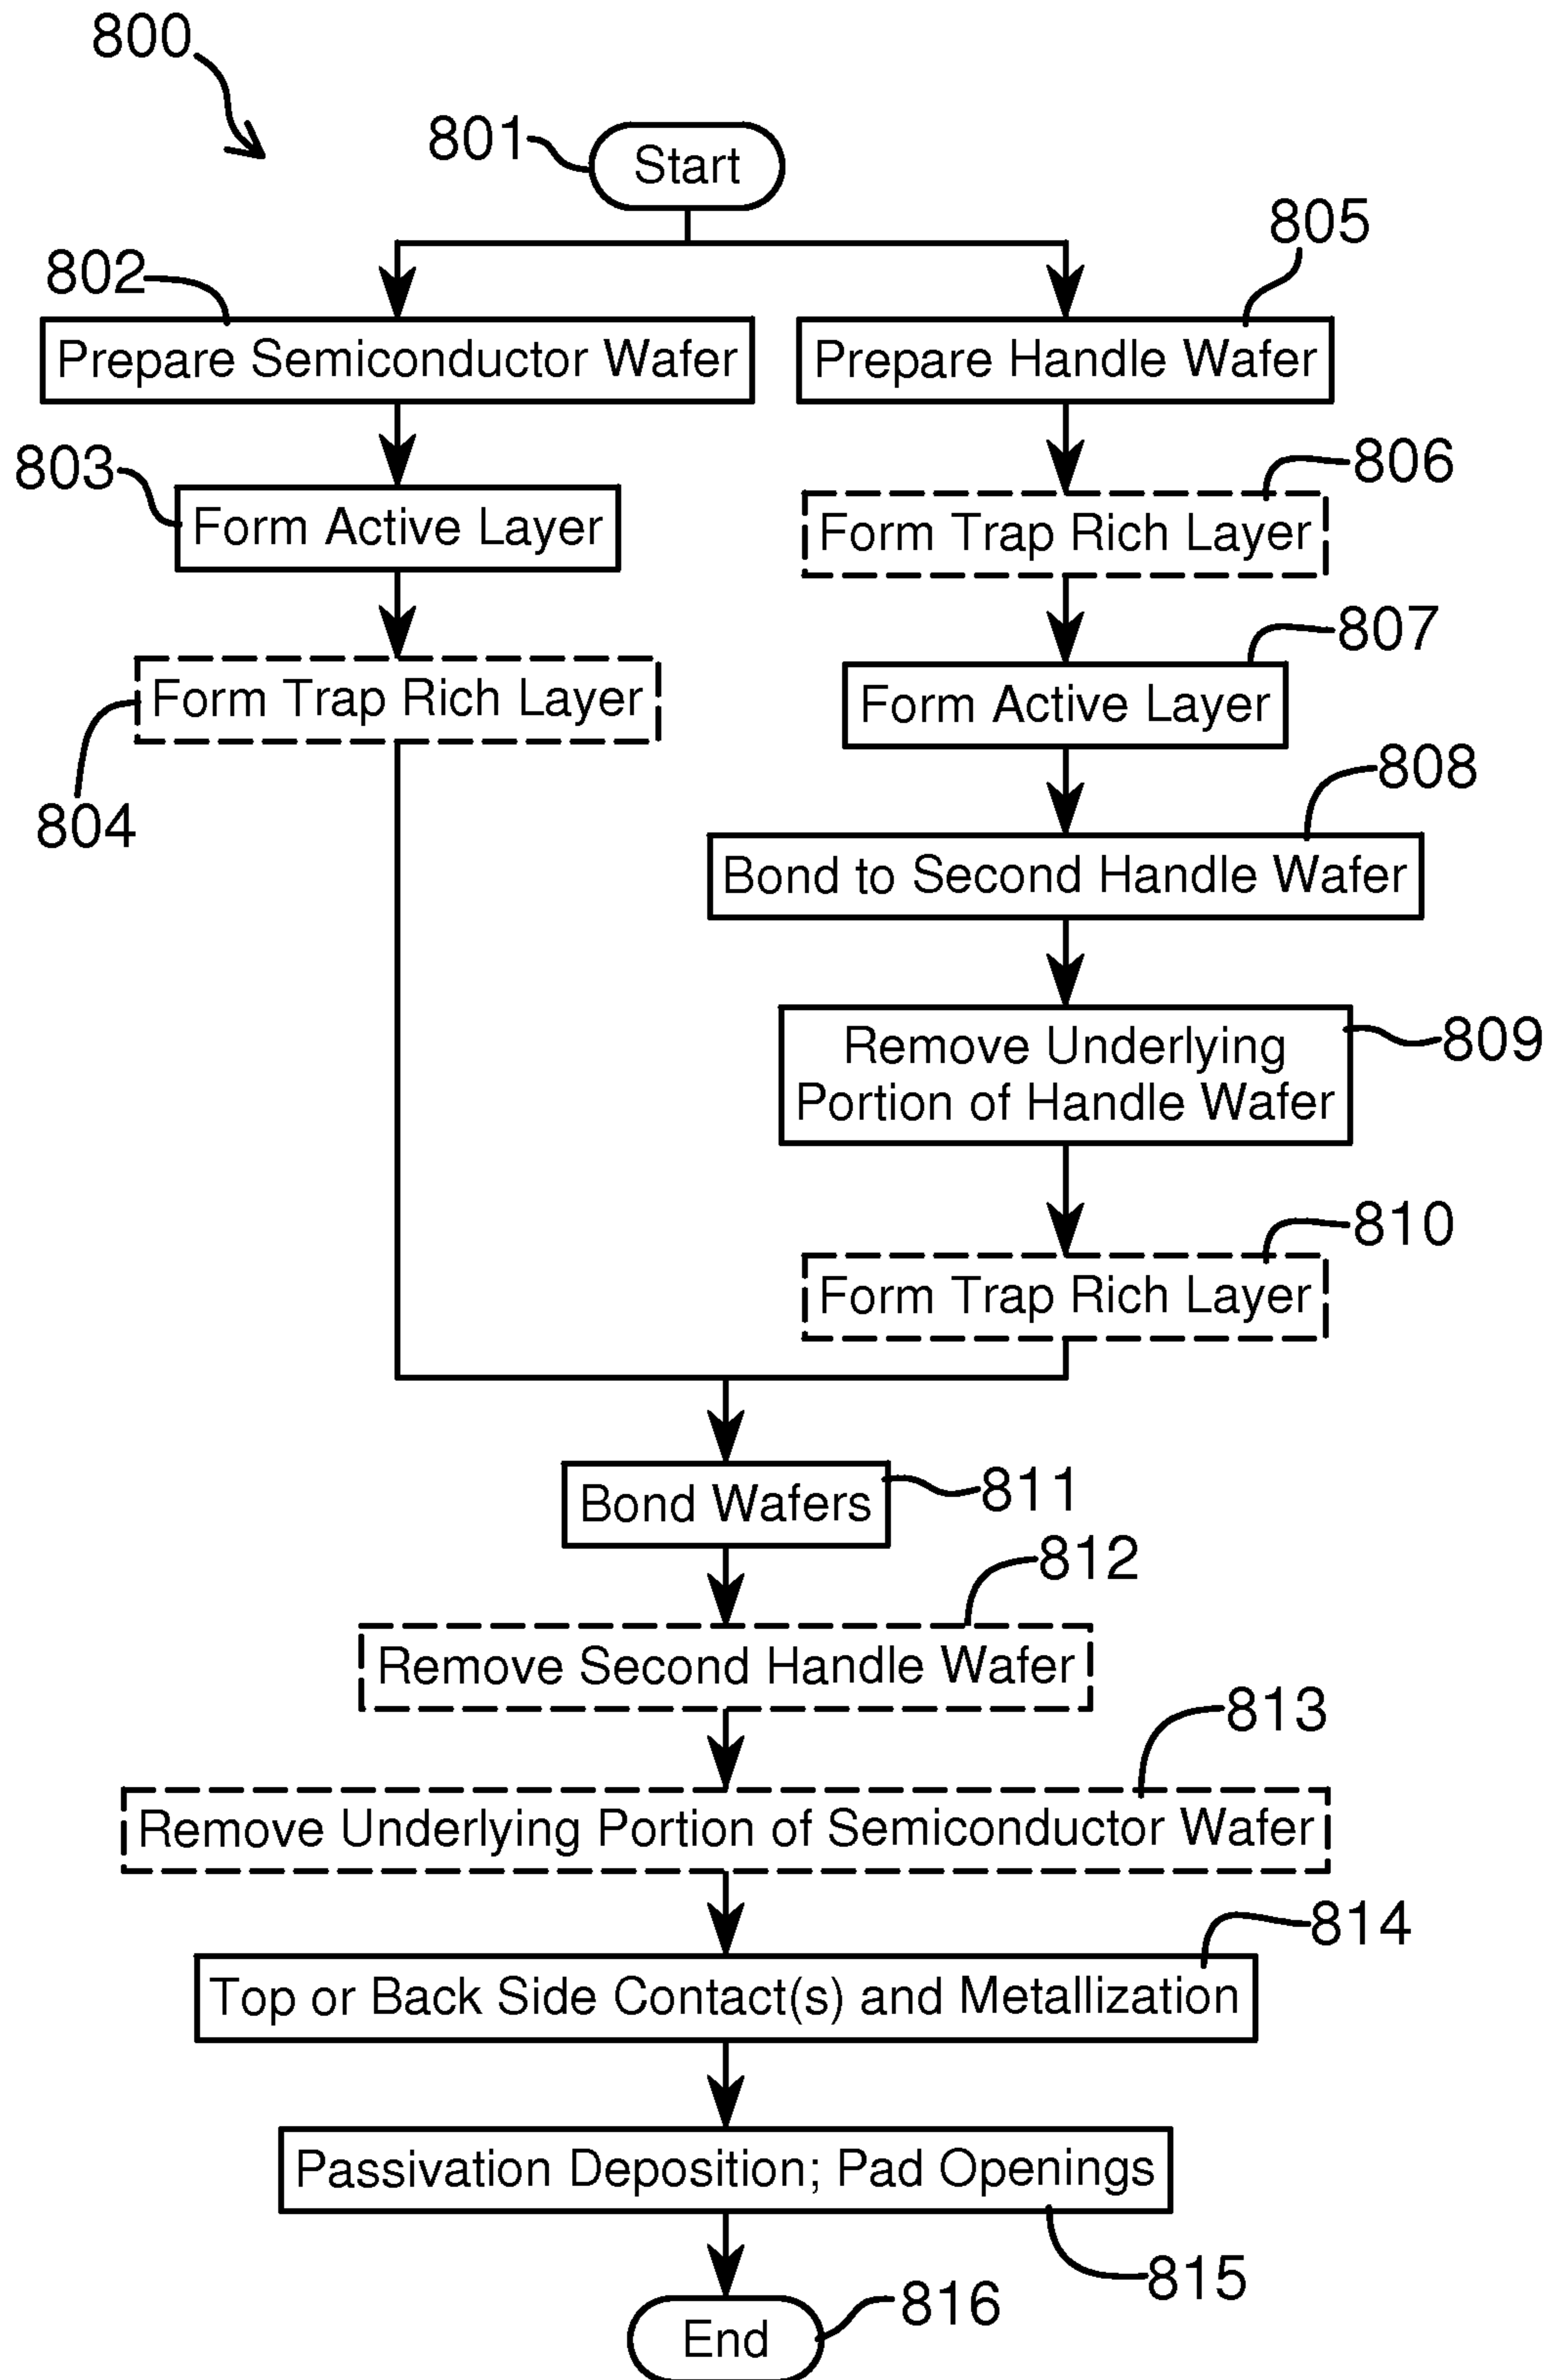 800
801
Start
802
805
Prepare Semiconductor Wafer
Prepare Handle Wafer
803
Form Active Layer
806
Form Trap Rich Layer
804
Form Trap Rich Layer
807
Form Active Layer
808
Bond to Second Handle Wafer
809
Remove Underlying
Portion of Handle Wafer
810
Form Trap Rich Layer
811
Bond Wafers
812
Remove Second Handle Wafer
813
Remove Underlying Portion of Semiconductor Wafer
814
Top or Back Side Contact(s) and Metallization
Passivation Deposition; Pad Openings
815
816
End